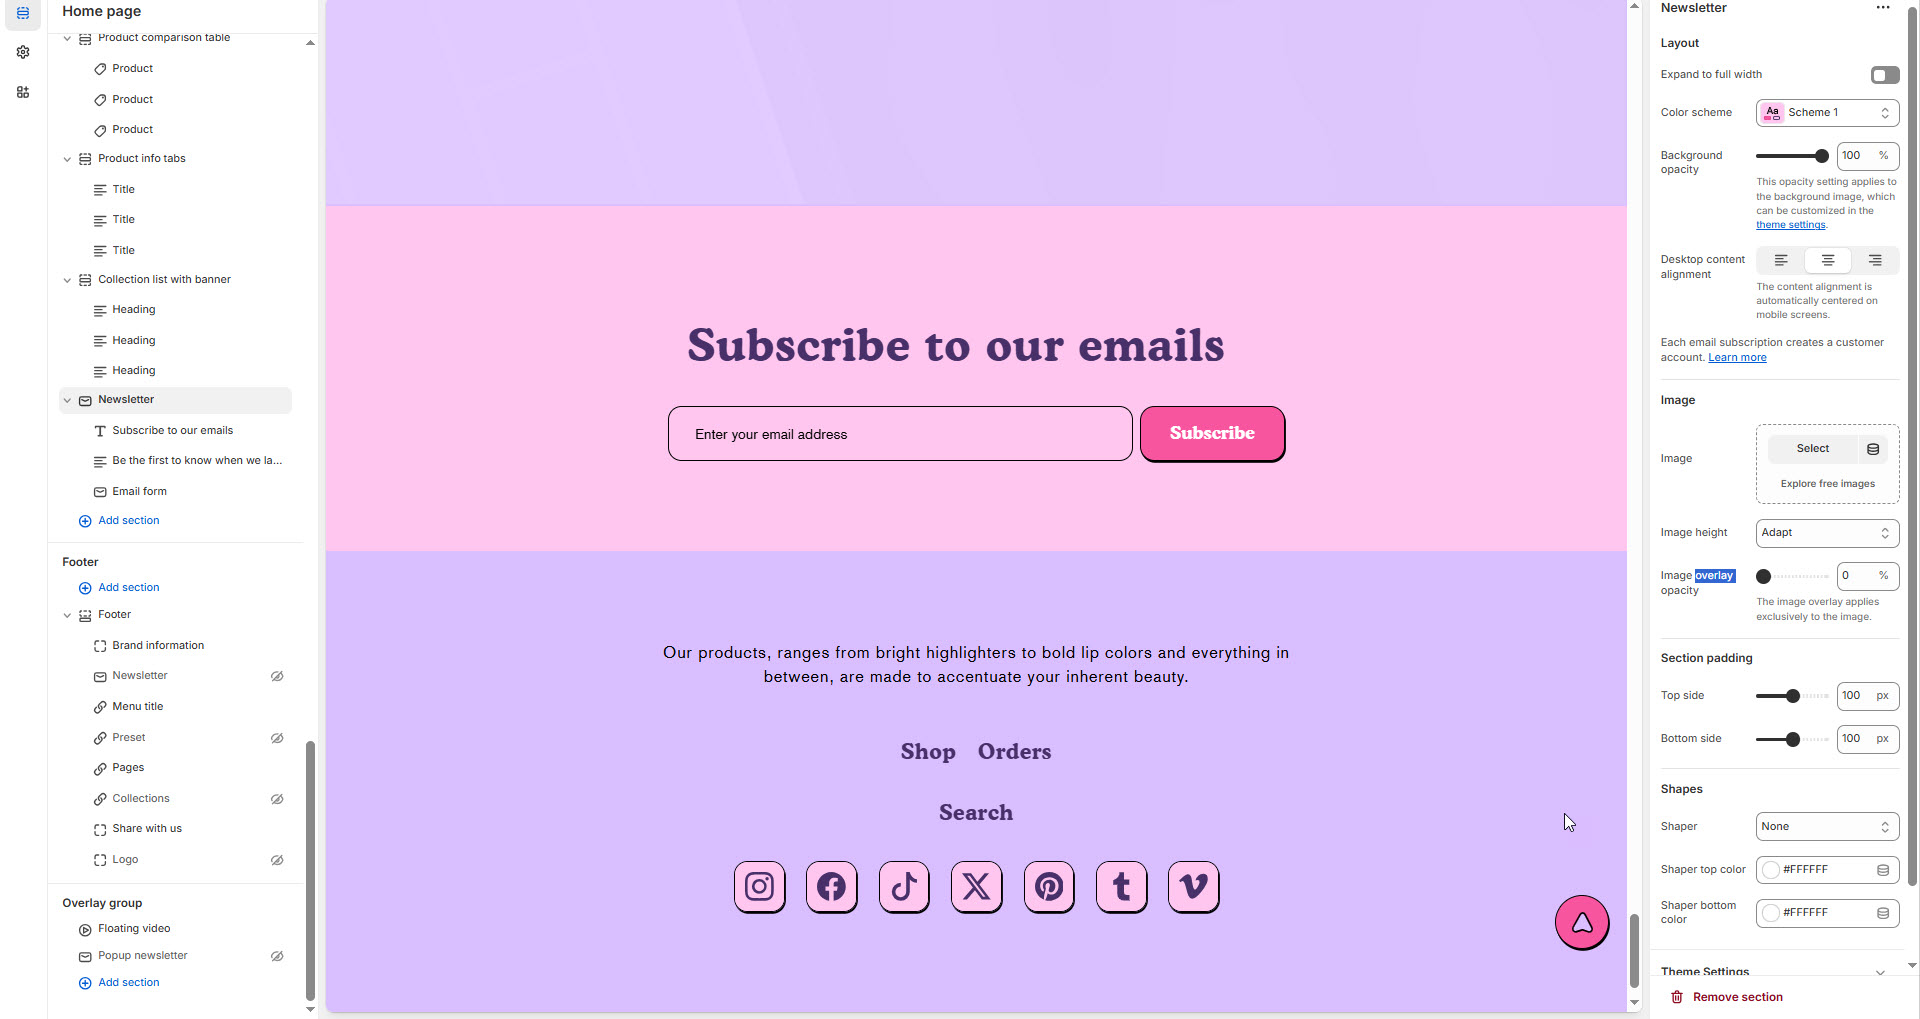 Home page
Product comparison table
Product
Product
Product
Product info tabs
Title
Title
Title
Collection list with banner
Heading
Heading
Heading
Newsletter
Subscribe to our emails
Be the first to know when we la...
Email form
Add section
Footer
Add section
Footer
Brand information
Newsletter
Menu title
Preset
Pages
Collections
Share with us
Logo
Overlay group
Floating video
Popup newsletter
Add section
Subscribe to our emails
Enter your email address
Subscribe
Our products, ranges from bright highlighters to bold lip colors and everything in
between, are made to accentuate your inherent beauty.
Shop Orders
Search
Newsletter
Layout
Expand to full width
Color scheme
Aa
Scheme 1
Background
opacity
100 %
This opacity setting applies to
the background image, which
can be customized in the
theme settings.
Desktop content
alignment
The content alignment is
automatically centered on
mobile screens.
Each email subscription creates a customer
account. Learn more
Image
Image
Select
Explore free images
Image height
Adapt
Image overlay
opacity
0 %
The image overlay applies
exclusively to the image.
Section padding
Top side
100 px
Bottom side
100 px
Shapes
Shaper
None
Shaper top color
#FFFFFF
Shaper bottom
color
#FFFFFF
Theme Settings
Remove section